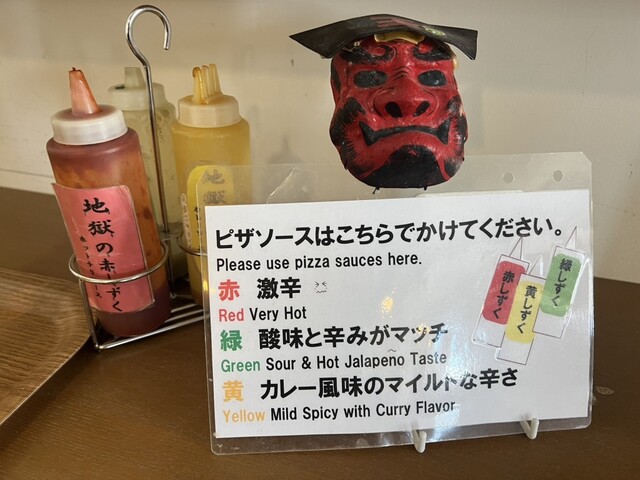 地獄の赤しずく
地獄
ピザソースはこちらでかけてください。
Please use pizza sauces here.
赤 激辛
Red Very Hot
緑 酸味と辛みがマッチ
Green Sour & Hot Jalapeño Taste
黄 カレー風味のマイルドな辛さ
Yellow Mild Spicy with Curry Flavor
赤しずく
黄しずく
緑しずく